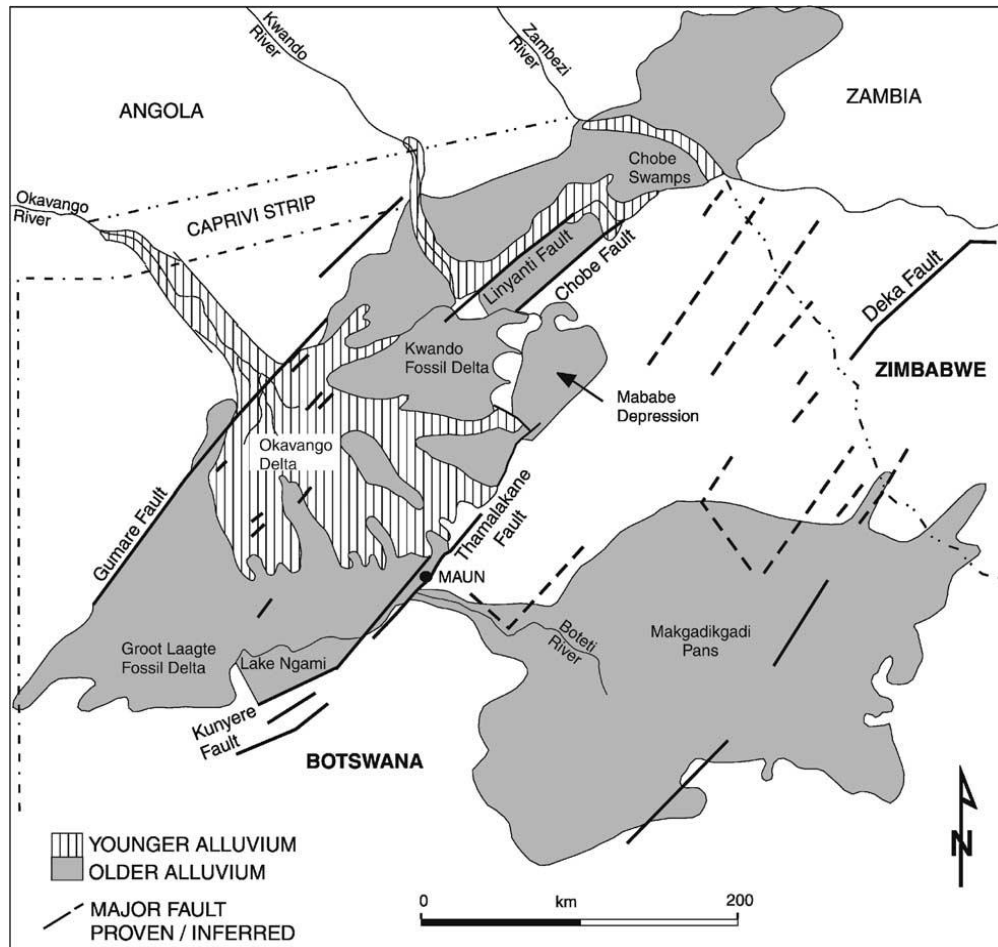 Kwando
River
Zambezi
River
ANGOLA
ZAMBIA
Chobe
Swamps
Okavango
River
CAPRIVI STRIP
Linyanti Fault
Chobe Fault
Deka Fault
Kwando
Fossil Delta
ZIMBABWE
Mababe
Depression
Okavango
Delta
Gumare Fault
Thamalakane
Fault
MAUN
Groot Laagte
Fossil Delta
Lake Ngami
Boteti
River
Makgadikgadi
Pans
Kunyere
Fault
BOTSWANA
YOUNGER ALLUVIUM
OLDER ALLUVIUM
MAJOR FAULT
PROVEN / INFERRED
0
km
200
N